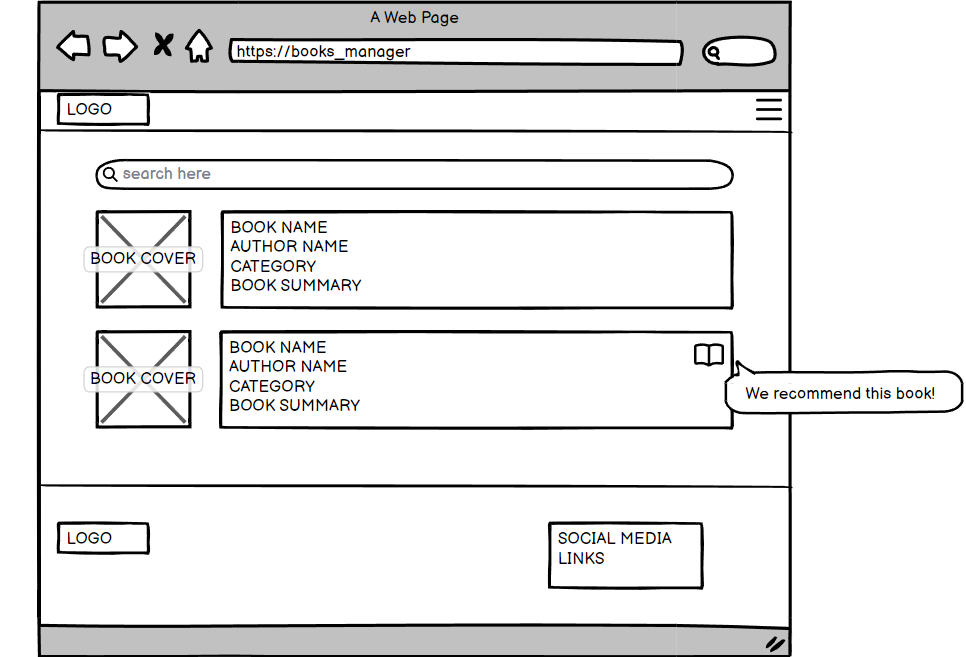 A Web Page
https://books_manager
LOGO
search here
BOOK COVER
BOOK NAME
AUTHOR NAME
CATEGORY
BOOK SUMMARY
BOOK COVER
BOOK NAME
AUTHOR NAME
CATEGORY
BOOK SUMMARY
We recommend this book!
LOGO
SOCIAL MEDIA
LINKS